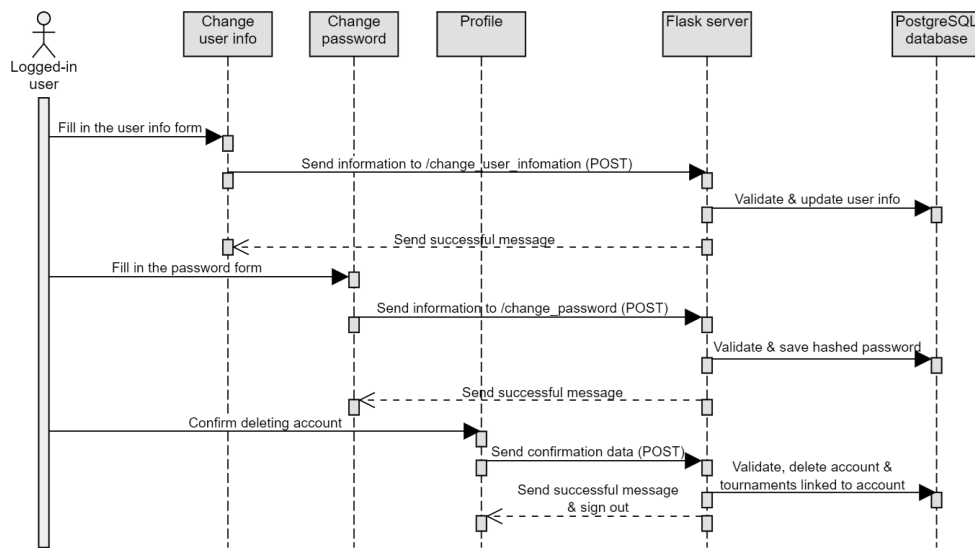 Change
user info
Change
password
Profile
Flask server
PostgreSQL
database
Logged-in
user
Fill in the user info form
Send information to /change_user_infomation (POST)
Validate & update user info
Send successful message
Fill in the password form
Send information to /change_password (POST)
Validate & save hashed password
Send successful message
Confirm deleting account
Send confirmation data (POST)
Validate, delete account &
tournaments linked to account
Send successful message
& sign out